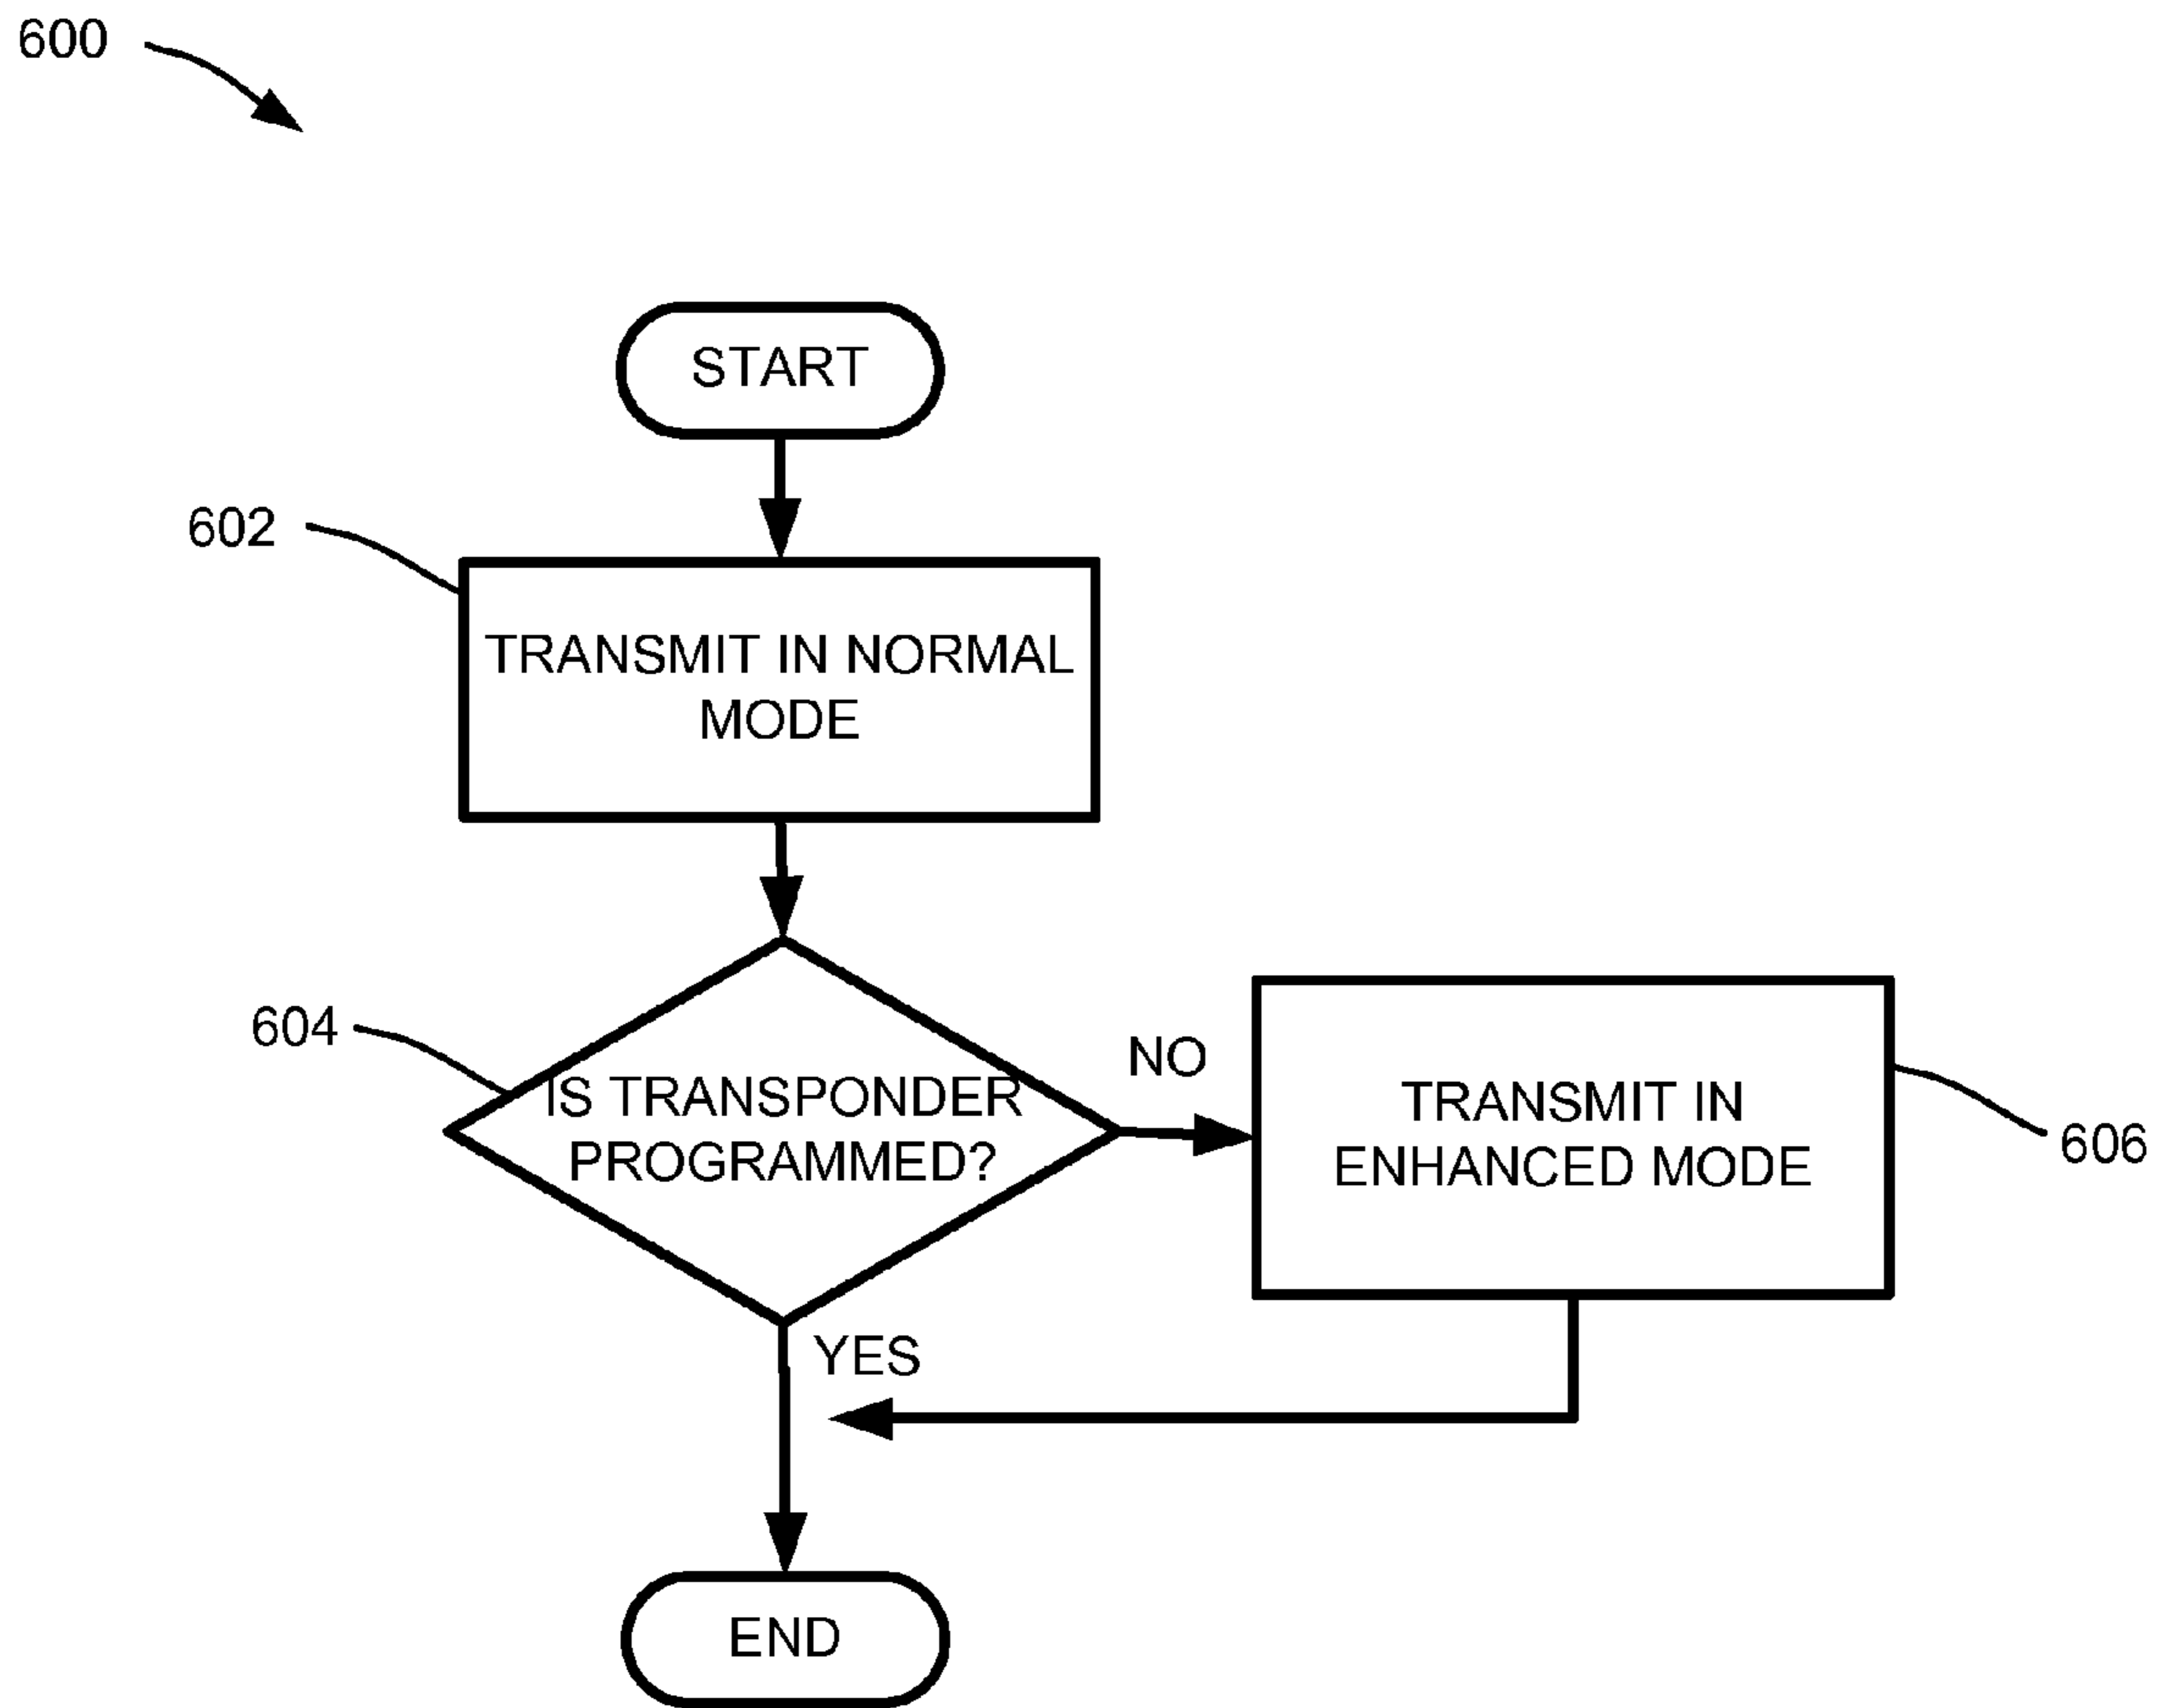 600
START
602
TRANSMIT IN NORMAL
MODE
604
IS TRANSPONDER
PROGRAMMED?
NO
TRANSMIT IN
ENHANCED MODE
606
YES
END